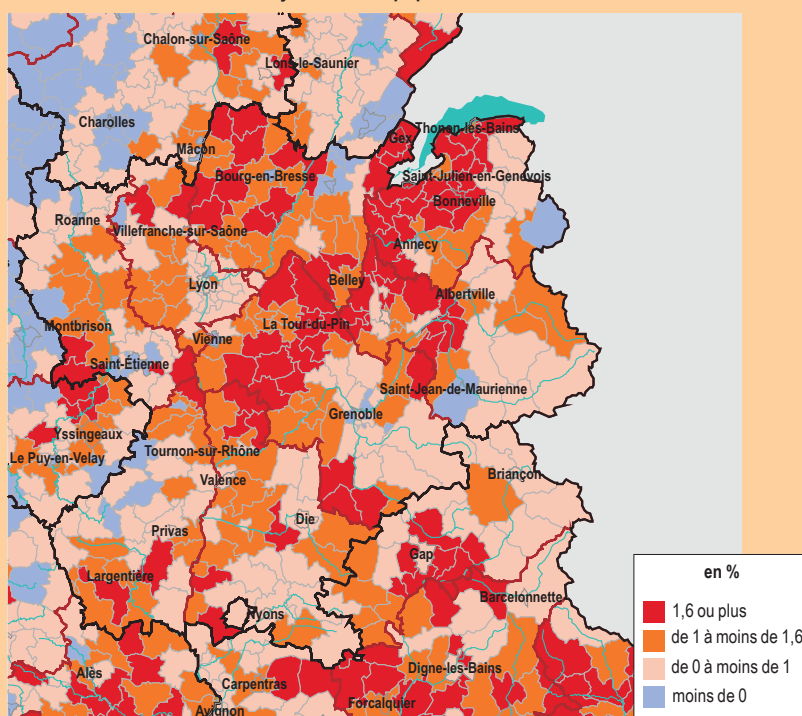 Chalon-sur-Saône
Lons-le-Saunier
Charolles
Mâcon
Gex
Thonon-les-Bains
Bourg-en-Bresse
Saint-Julien-en-Genevois
Bonneville
Roanne
Villefranche-sur-Saône
Annecy
Lyon
Belley
Albertville
Montbrison
La Tour-du-Pin
Vienne
Saint-Étienne
Saint-Jean-de-Maurienne
Grenoble
Yssingeaux
Le Puy-en-Velay
Tournon-sur-Rhône
Valence
Briançon
Die
Privas
Gap
Largentière
Barcelonnette
Nyons
Digne-les-Bains
Alès
Carpentras
Forcalquier
Avignon
en %
1,6 ou plus
de 1 à moins de 1,6
de 0 à moins de 1
moins de 0